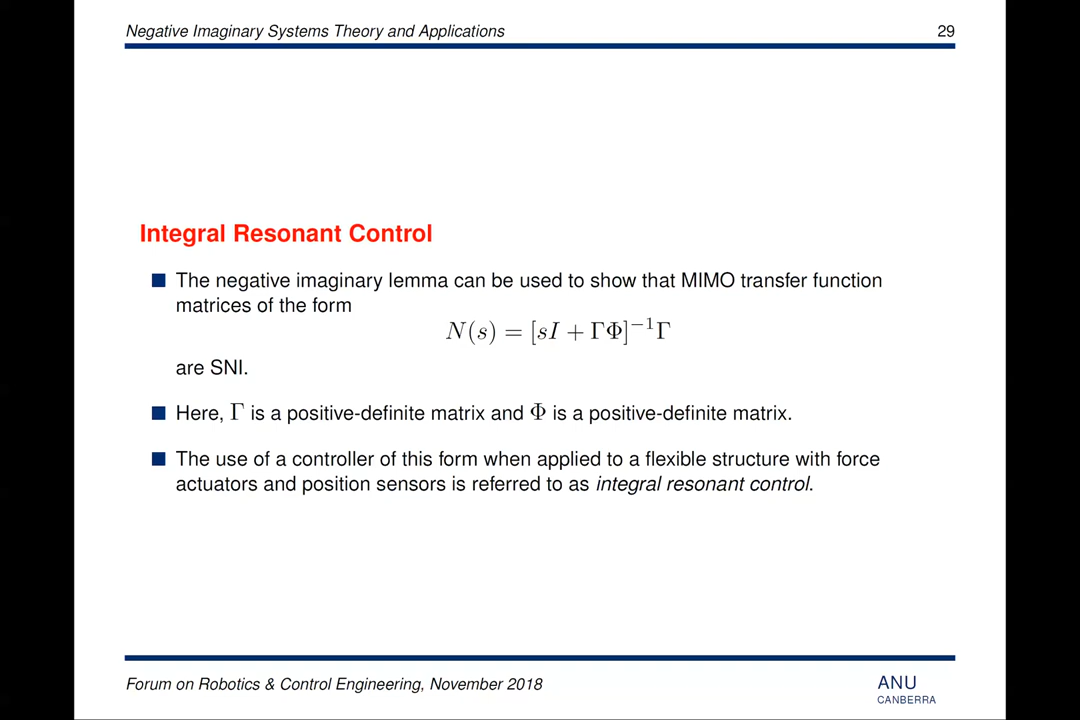 Negative Imaginary Systems Theory and Applications 29
Integral Resonant Control
The negative imaginary lemma can be used to show that MIMO transfer function
matrices of the form
N(s) = [sI + ΓΦ]⁻¹Γ
are SNI.
Here, Γ is a positive-definite matrix and Φ is a positive-definite matrix.
The use of a controller of this form when applied to a flexible structure with force
actuators and position sensors is referred to as integral resonant control.
Forum on Robotics & Control Engineering, November 2018
ANU
CANBERRA